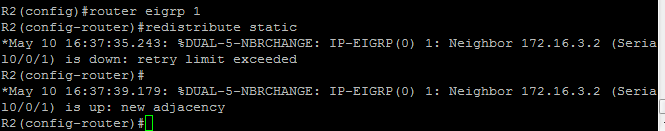 R2(config)#router eigrp 1
R2(config-router)#redistribute static
*May 10 16:37:35.243: %DUAL-5-NBRCHANGE: IP-EIGRP(0) 1: Neighbor 172.16.3.2 (Seria
l0/0/1) is down: retry limit exceeded
R2(config-router)#
*May 10 16:37:39.179: %DUAL-5-NBRCHANGE: IP-EIGRP(0) 1: Neighbor 172.16.3.2 (Seria
l0/0/1) is up: new adjacency
R2(config-router)#